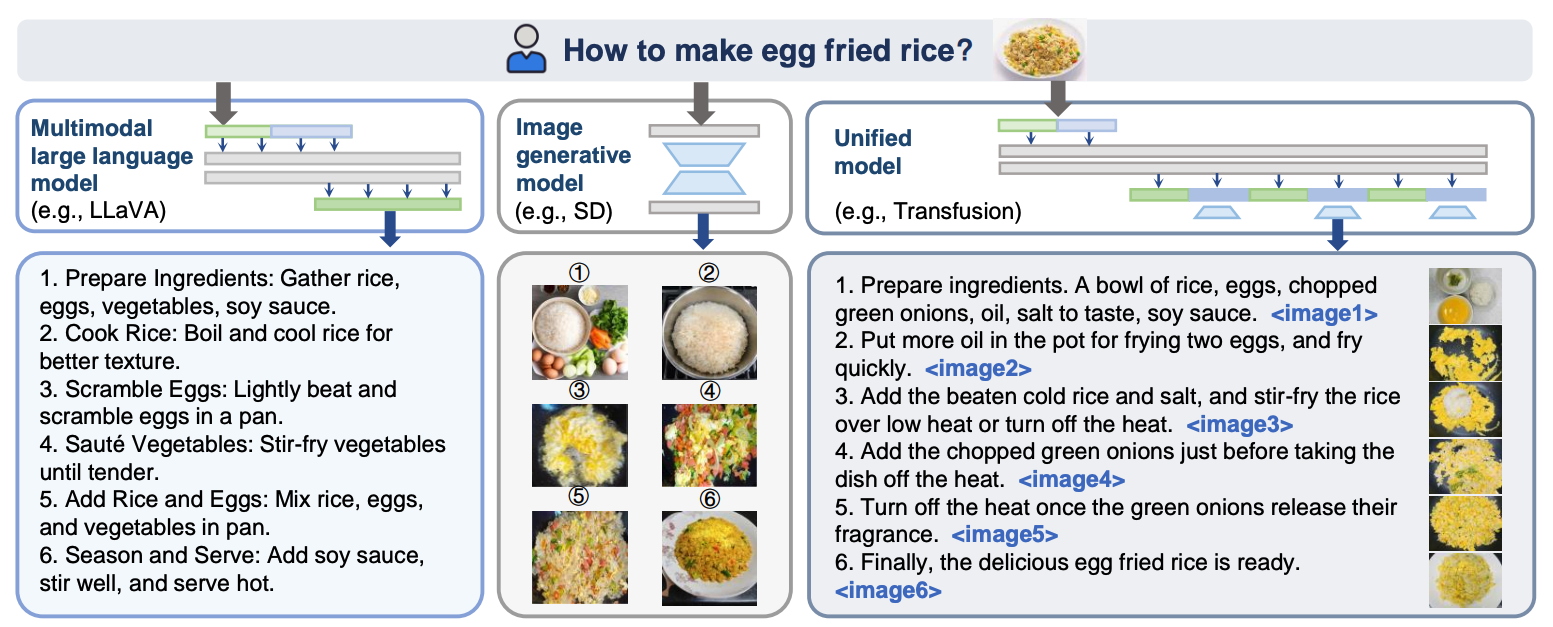 How to make egg fried rice?
Multimodal
large language
model
(e.g., LLaVA)
Image
generative
model
(e.g., SD)
Unified
model
(e.g., Transfusion)
1. Prepare Ingredients: Gather rice,
eggs, vegetables, soy sauce.
2. Cook Rice: Boil and cool rice for
better texture.
3. Scramble Eggs: Lightly beat and
scramble eggs in a pan.
4. Sauté Vegetables: Stir-fry vegetables
until tender.
5. Add Rice and Eggs: Mix rice, eggs,
and vegetables in pan.
6. Season and Serve: Add soy sauce,
stir well, and serve hot.
① ②
③ ④
⑤ ⑥
1. Prepare ingredients. A bowl of rice, eggs, chopped
green onions, oil, salt to taste, soy sauce. <image1>
2. Put more oil in the pot for frying two eggs, and fry
quickly. <image2>
3. Add the beaten cold rice and salt, and stir-fry the rice
over low heat or turn off the heat. <image3>
4. Add the chopped green onions just before taking the
dish off the heat. <image4>
5. Turn off the heat once the green onions release their
fragrance. <image5>
6. Finally, the delicious egg fried rice is ready.
<image6>